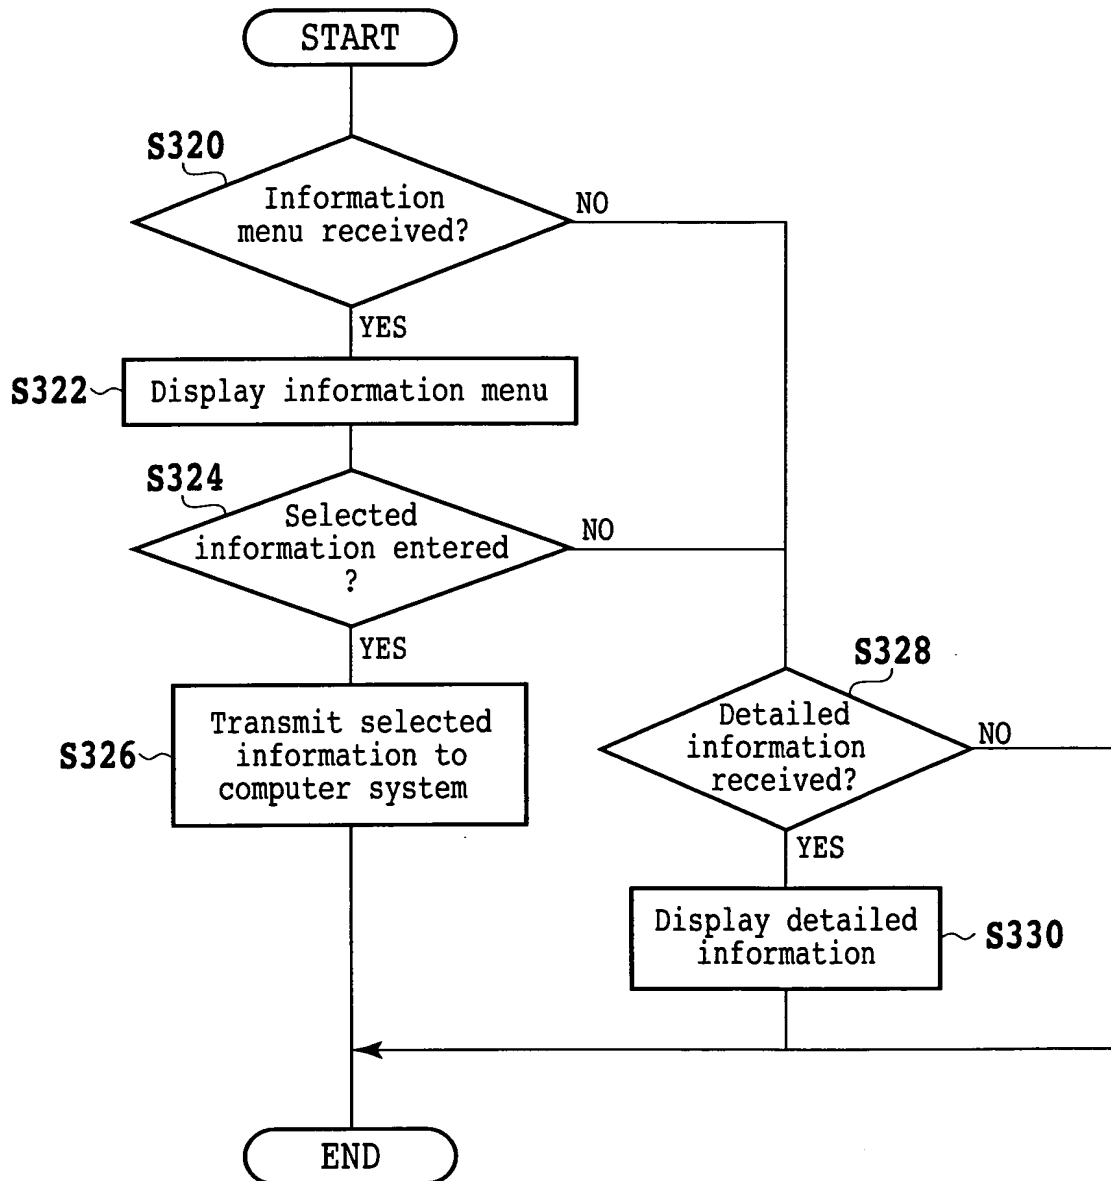 START
S320
Information
menu received?
NO
YES
S322
Display information menu
S324
Selected
information entered
?
NO
YES
S326
Transmit selected
information to
computer system
S328
Detailed
information
received?
NO
YES
Display detailed
information
S330
END